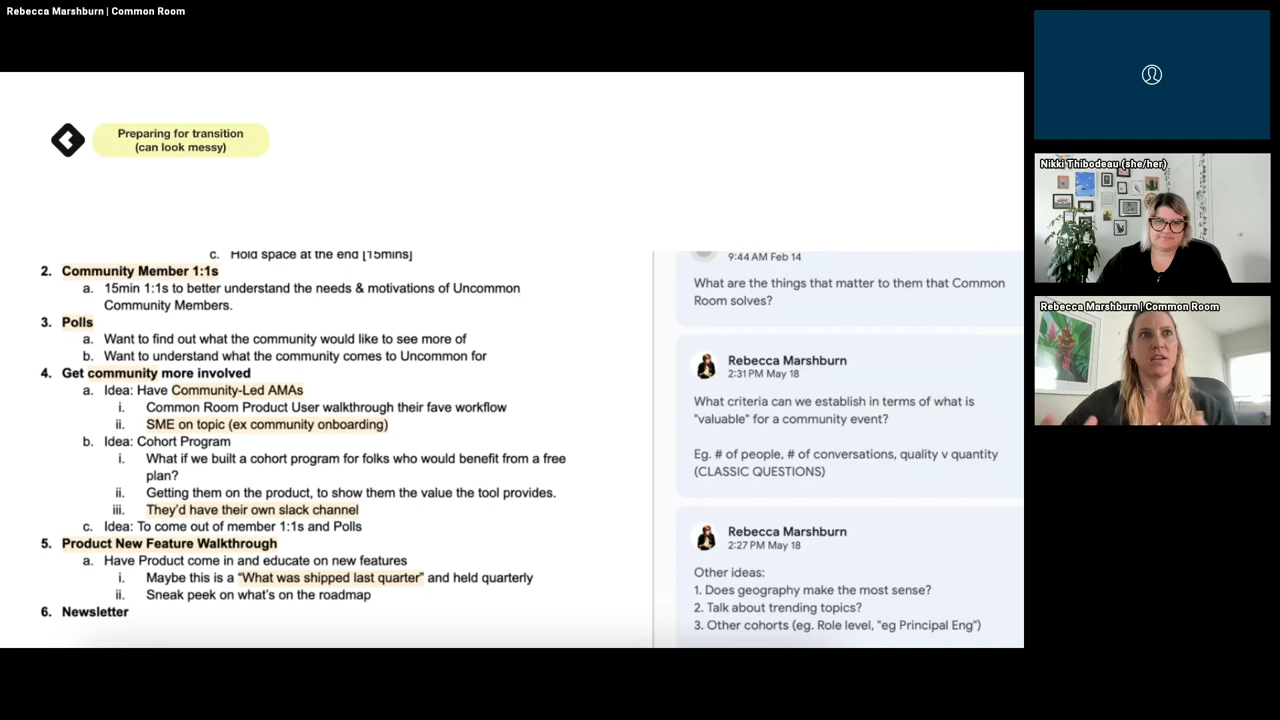 Rebecca Marshburn | Common Room
Preparing for transition
(can look messy)
c. Hold space at the end [15mins]
2. Community Member 1:1s
a. 15min 1:1s to better understand the needs & motivations of Uncommon
Community Members.
3. Polls
a. Want to find out what the community would like to see more of
b. Want to understand what the community comes to Uncommon for
4. Get community more involved
a. Idea: Have Community-Led AMAs
i. Common Room Product User walkthrough their fave workflow
ii. SME on topic (ex community onboarding)
b. Idea: Cohort Program
i. What if we built a cohort program for folks who would benefit from a free
plan?
ii. Getting them on the product, to show them the value the tool provides.
iii. They'd have their own slack channel
c. Idea: To come out of member 1:1s and Polls
5. Product New Feature Walkthrough
a. Have Product come in and educate on new features
i. Maybe this is a “What was shipped last quarter” and held quarterly
ii. Sneak peek on what's on the roadmap
6. Newsletter
9:44 AM Feb 14
What are the things that matter to them that Common
Room solves?
Rebecca Marshburn
2:31 PM May 18
What criteria can we establish in terms of what is
"valuable" for a community event?
Eg. # of people, # of conversations, quality v quantity
(CLASSIC QUESTIONS)
Rebecca Marshburn
2:27 PM May 18
Other ideas:
1. Does geography make the most sense?
2. Talk about trending topics?
3. Other cohorts (eg. Role level, "eg Principal Eng")
Nikki Thibodeau (she/her)
Rebecca Marshburn | Common Room